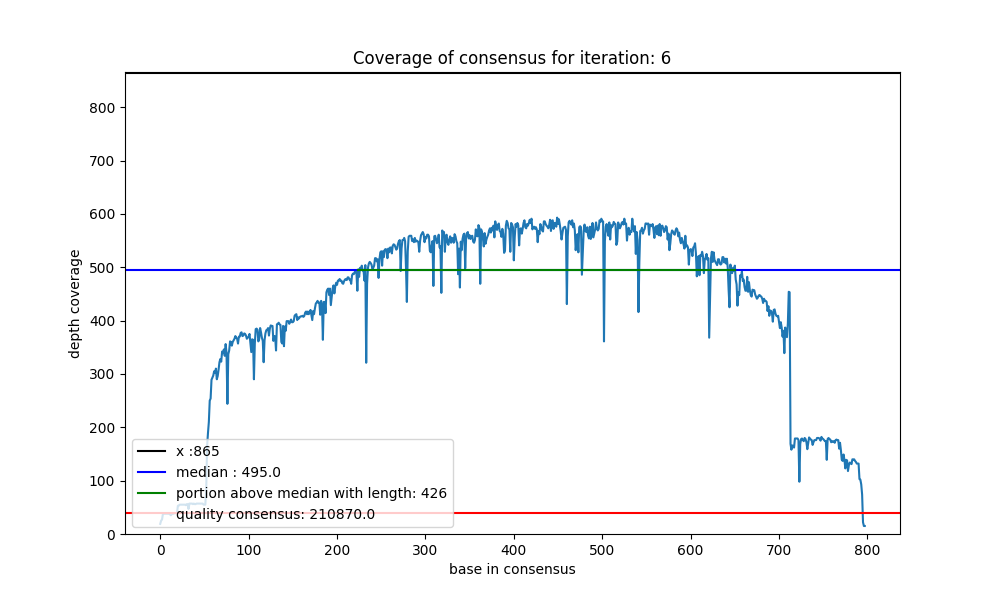 Coverage of consensus for iteration: 6
depth coverage
800
700
600
500
400
300
200
100
0
x :865
median : 495.0
portion above median with length: 426
quality consensus: 210870.0
0 100 200 300 400 500 600 700 800
base in consensus